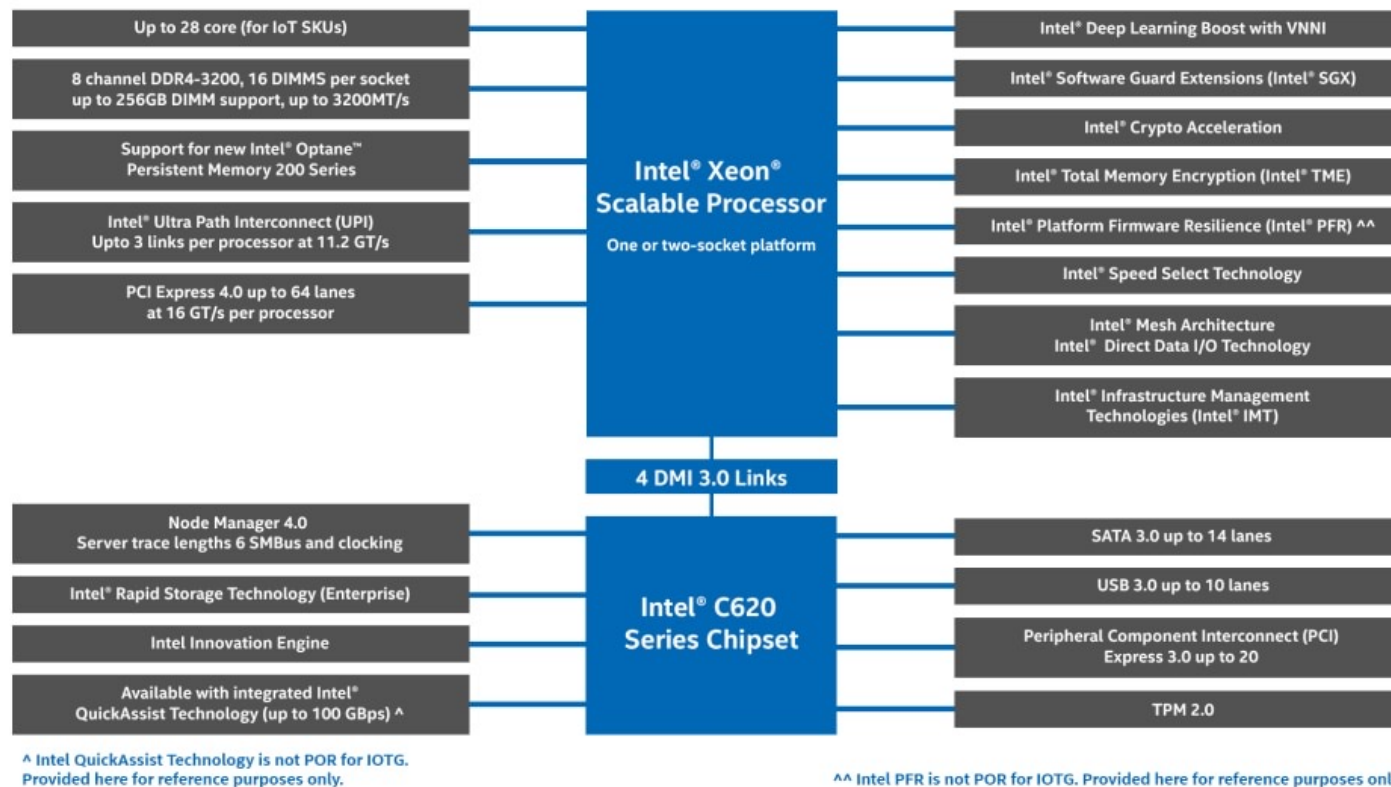 Up to 28 core (for IoT SKUs)
8 channel DDR4-3200, 16 DIMMS per socket
up to 256GB DIMM support, up to 3200MT/s
Support for new Intel® Optane™
Persistent Memory 200 Series
Intel® Ultra Path Interconnect (UPI)
Upto 3 links per processor at 11.2 GT/s
PCI Express 4.0 up to 64 lanes
at 16 GT/s per processor
Intel® Xeon®
Scalable Processor
One or two-socket platform
Intel® Deep Learning Boost with VNNI
Intel® Software Guard Extensions (Intel® SGX)
Intel® Crypto Acceleration
Intel® Total Memory Encryption (Intel® TME)
Intel® Platform Firmware Resilience (Intel® PFR) ^^
Intel® Speed Select Technology
Intel® Mesh Architecture
Intel® Direct Data I/O Technology
Intel® Infrastructure Management
Technologies (Intel® IMT)
4 DMI 3.0 Links
Node Manager 4.0
Server trace lengths 6 SMBus and clocking
Intel® Rapid Storage Technology (Enterprise)
Intel Innovation Engine
Available with integrated Intel®
QuickAssist Technology (up to 100 GBps) ^
Intel® C620
Series Chipset
SATA 3.0 up to 14 lanes
USB 3.0 up to 10 lanes
Peripheral Component Interconnect (PCI)
Express 3.0 up to 20
TPM 2.0
^ Intel QuickAssist Technology is not POR for IOTG.
Provided here for reference purposes only.
^^ Intel PFR is not POR for IOTG. Provided here for reference purposes onl